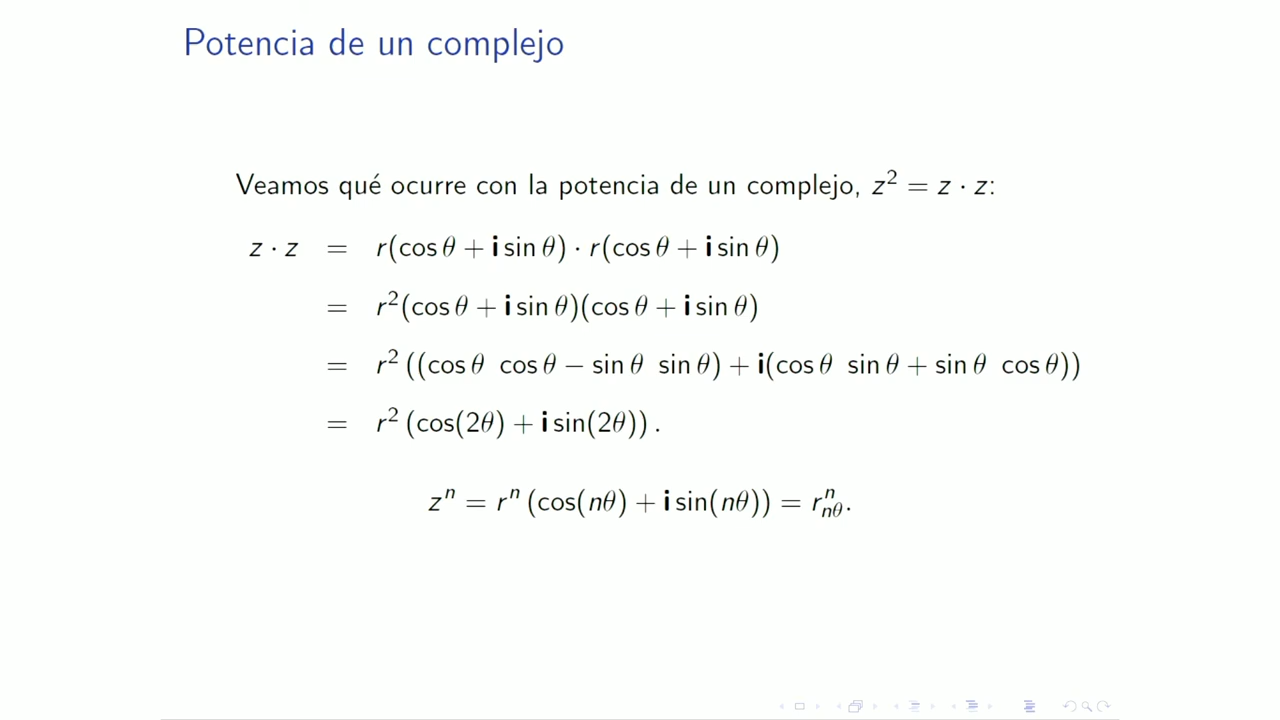 Potencia de un complejo
Veamos qué ocurre con la potencia de un complejo, z² = z · z:
z · z = r(cos θ + i sin θ) · r(cos θ + i sin θ)
= r²(cos θ + i sin θ)(cos θ + i sin θ)
= r² ((cos θ cos θ − sin θ sin θ) + i(cos θ sin θ + sin θ cos θ))
= r² (cos(2θ) + i sin(2θ)) .
zⁿ = rⁿ (cos(nθ) + i sin(nθ)) = rⁿ_{nθ}.